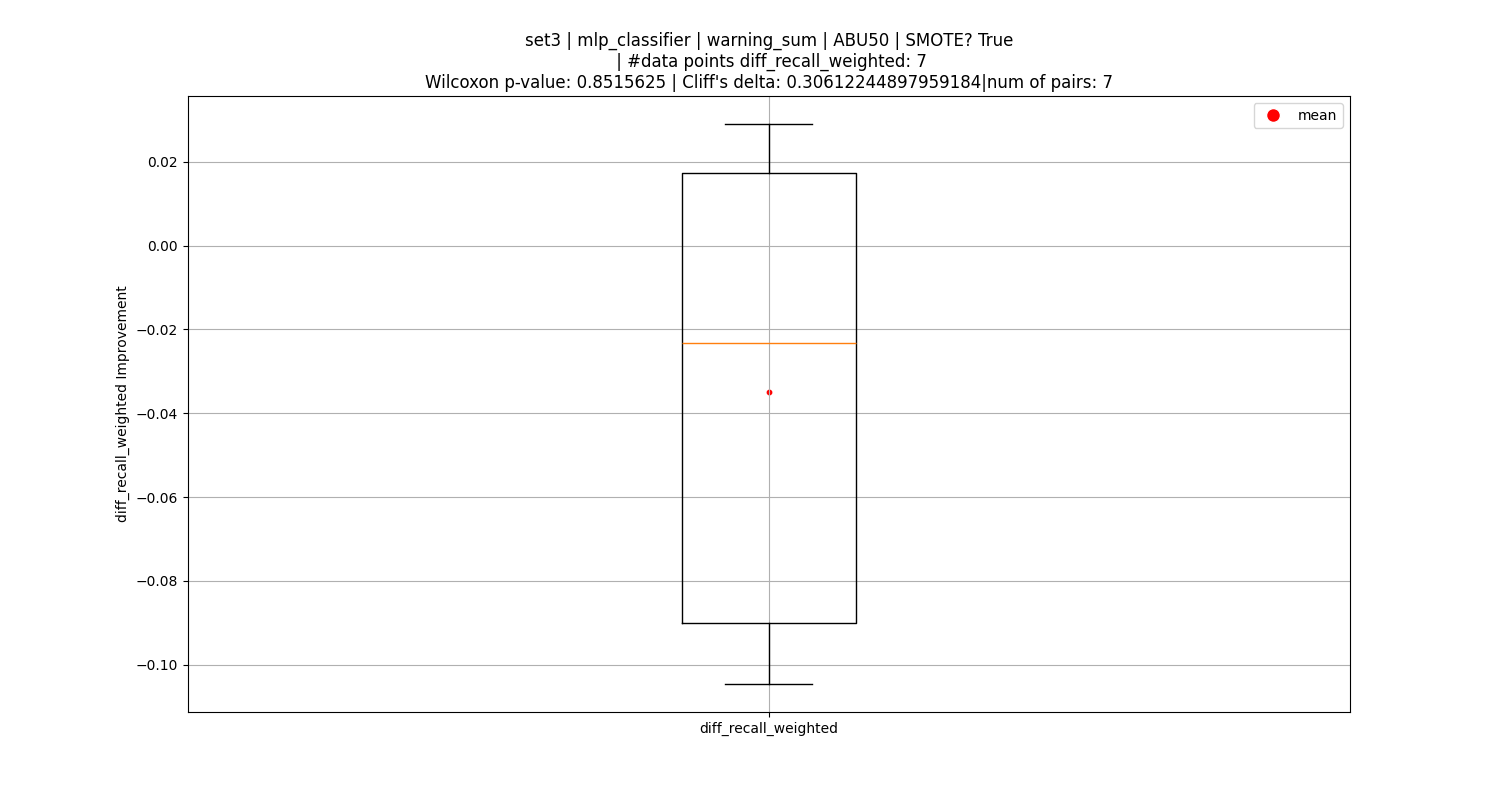 set3 | mlp_classifier | warning_sum | ABU50 | SMOTE? True
| #data points diff_recall_weighted: 7
Wilcoxon p-value: 0.8515625 | Cliff's delta: 0.30612244897959184|num of pairs: 7
mean
0.02
0.00
−0.02
−0.04
−0.06
−0.08
−0.10
diff_recall_weighted Improvement
diff_recall_weighted